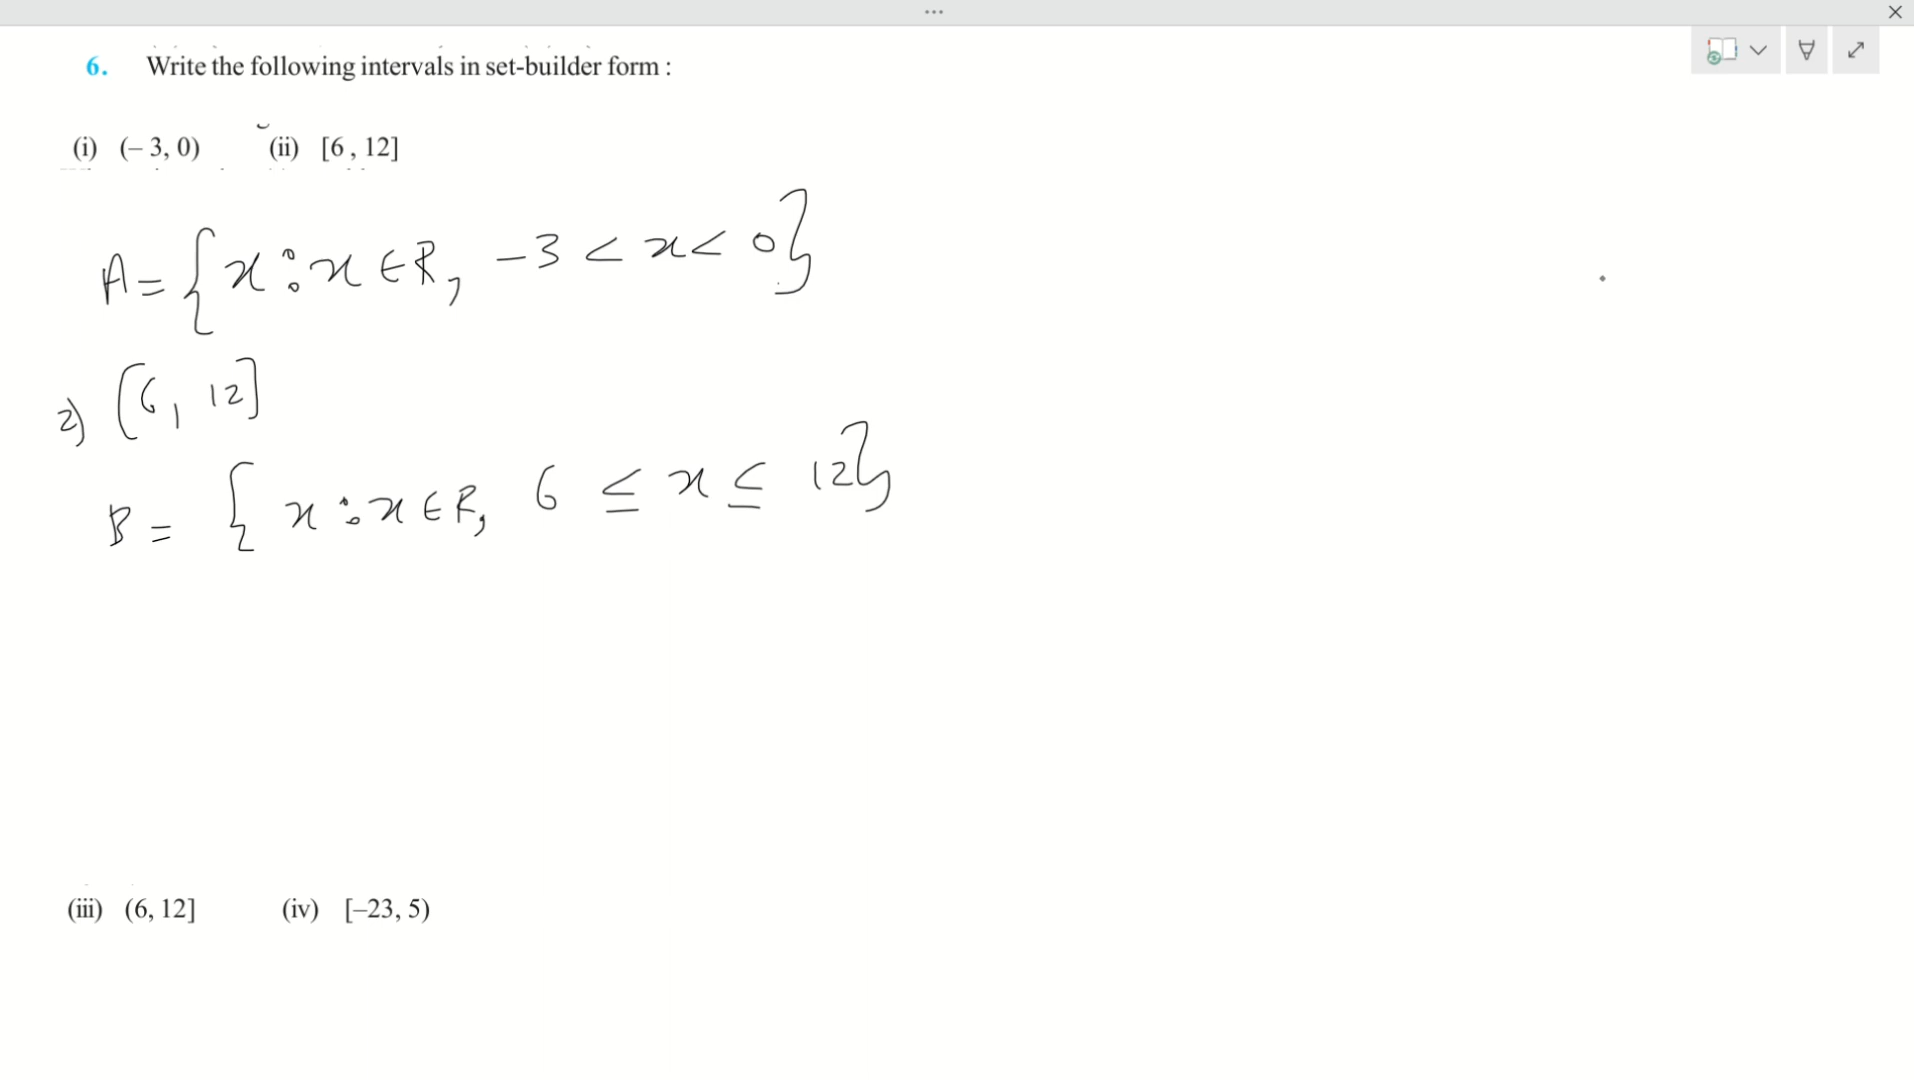 6. Write the following intervals in set-builder form :
(i) (– 3, 0) (ii) [6 , 12]
A = {x : x ∈ R, -3 < x < 0}
2) [6, 12]
B = { x : x ∈ R, 6 ≤ x ≤ 12}
(iii) (6, 12] (iv) [–23, 5)